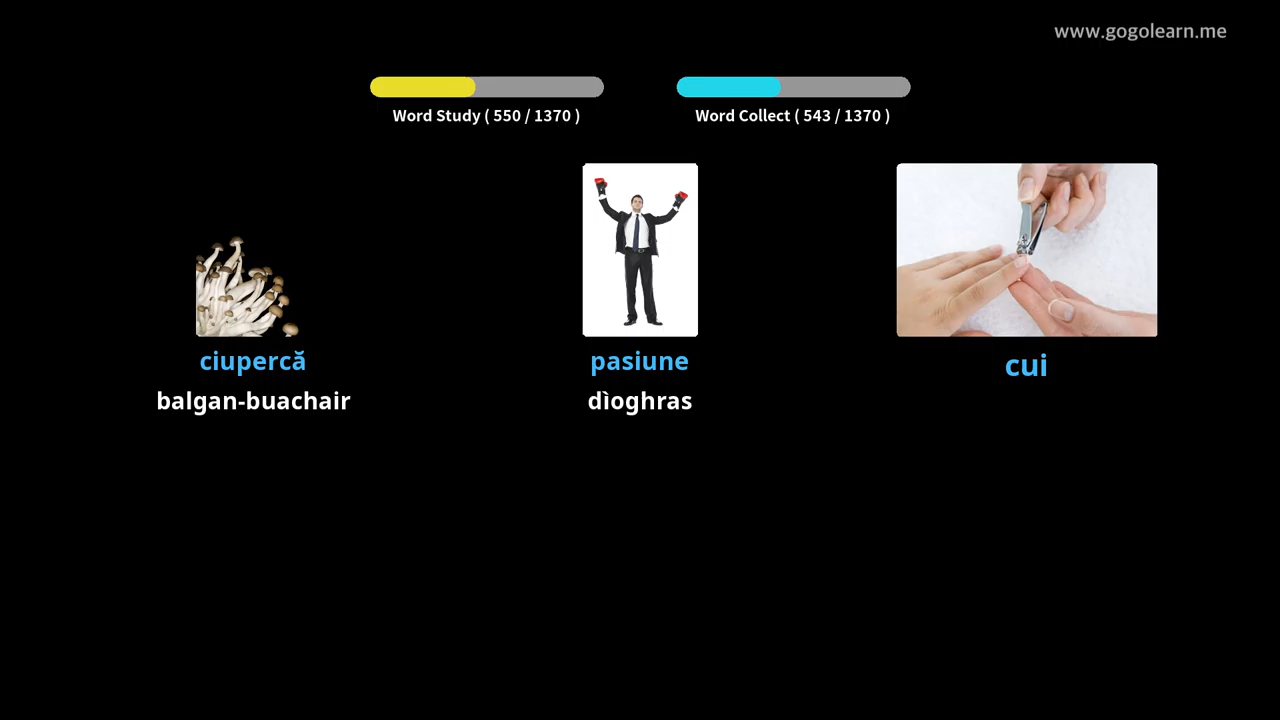 www.gogolearn.me
Word Study ( 550 / 1370 )
Word Collect ( 543 / 1370 )
ciupercă
balgan-buachair
pasiune
dìoghras
cui